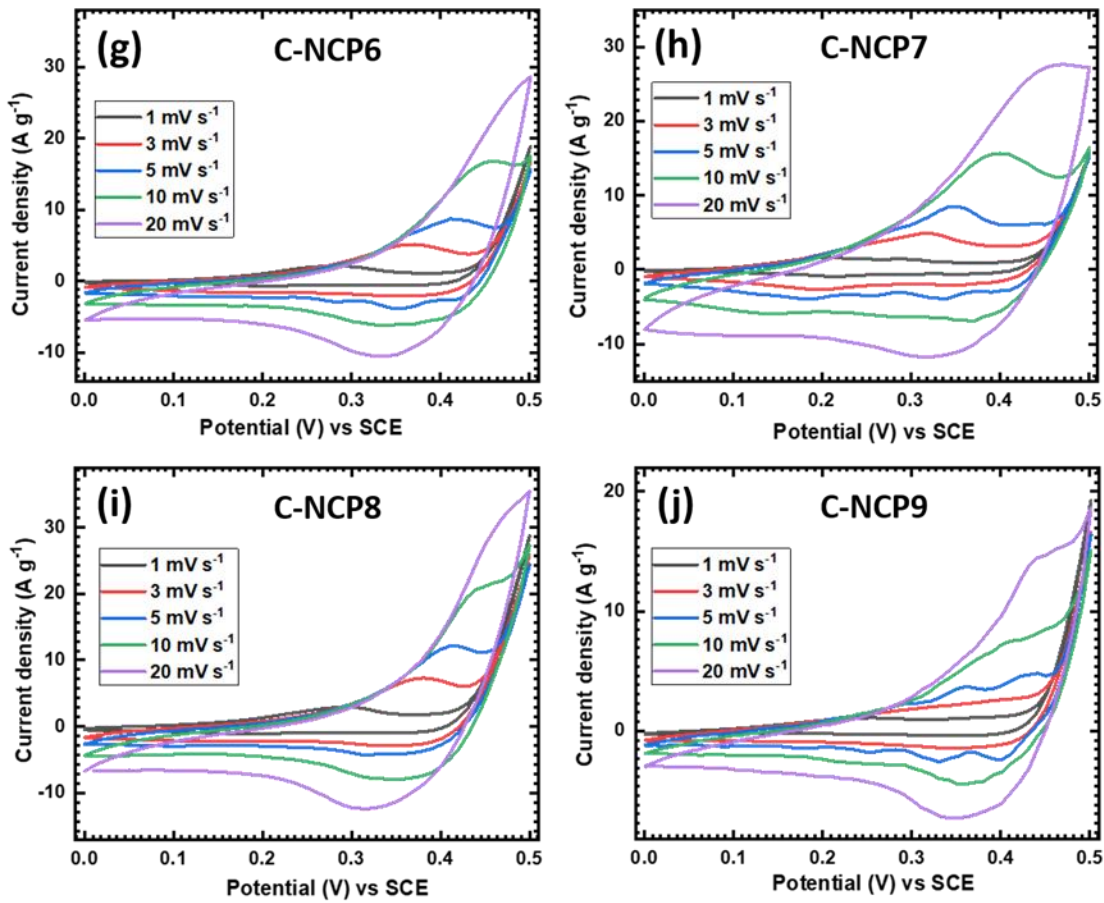 (g) C-NCP6
Current density (A g⁻¹)
30
20
10
0
-10
1 mV s⁻¹
3 mV s⁻¹
5 mV s⁻¹
10 mV s⁻¹
20 mV s⁻¹
0.0 0.1 0.2 0.3 0.4 0.5
Potential (V) vs SCE
(h) C-NCP7
Current density (A g⁻¹)
30
20
10
0
-10
1 mV s⁻¹
3 mV s⁻¹
5 mV s⁻¹
10 mV s⁻¹
20 mV s⁻¹
0.0 0.1 0.2 0.3 0.4 0.5
Potential (V) vs SCE
(i) C-NCP8
Current density (A g⁻¹)
30
20
10
0
-10
1 mV s⁻¹
3 mV s⁻¹
5 mV s⁻¹
10 mV s⁻¹
20 mV s⁻¹
0.0 0.1 0.2 0.3 0.4 0.5
Potential (V) vs SCE
(j) C-NCP9
Current density (A g⁻¹)
20
10
0
1 mV s⁻¹
3 mV s⁻¹
5 mV s⁻¹
10 mV s⁻¹
20 mV s⁻¹
0.0 0.1 0.2 0.3 0.4 0.5
Potential (V) vs SCE